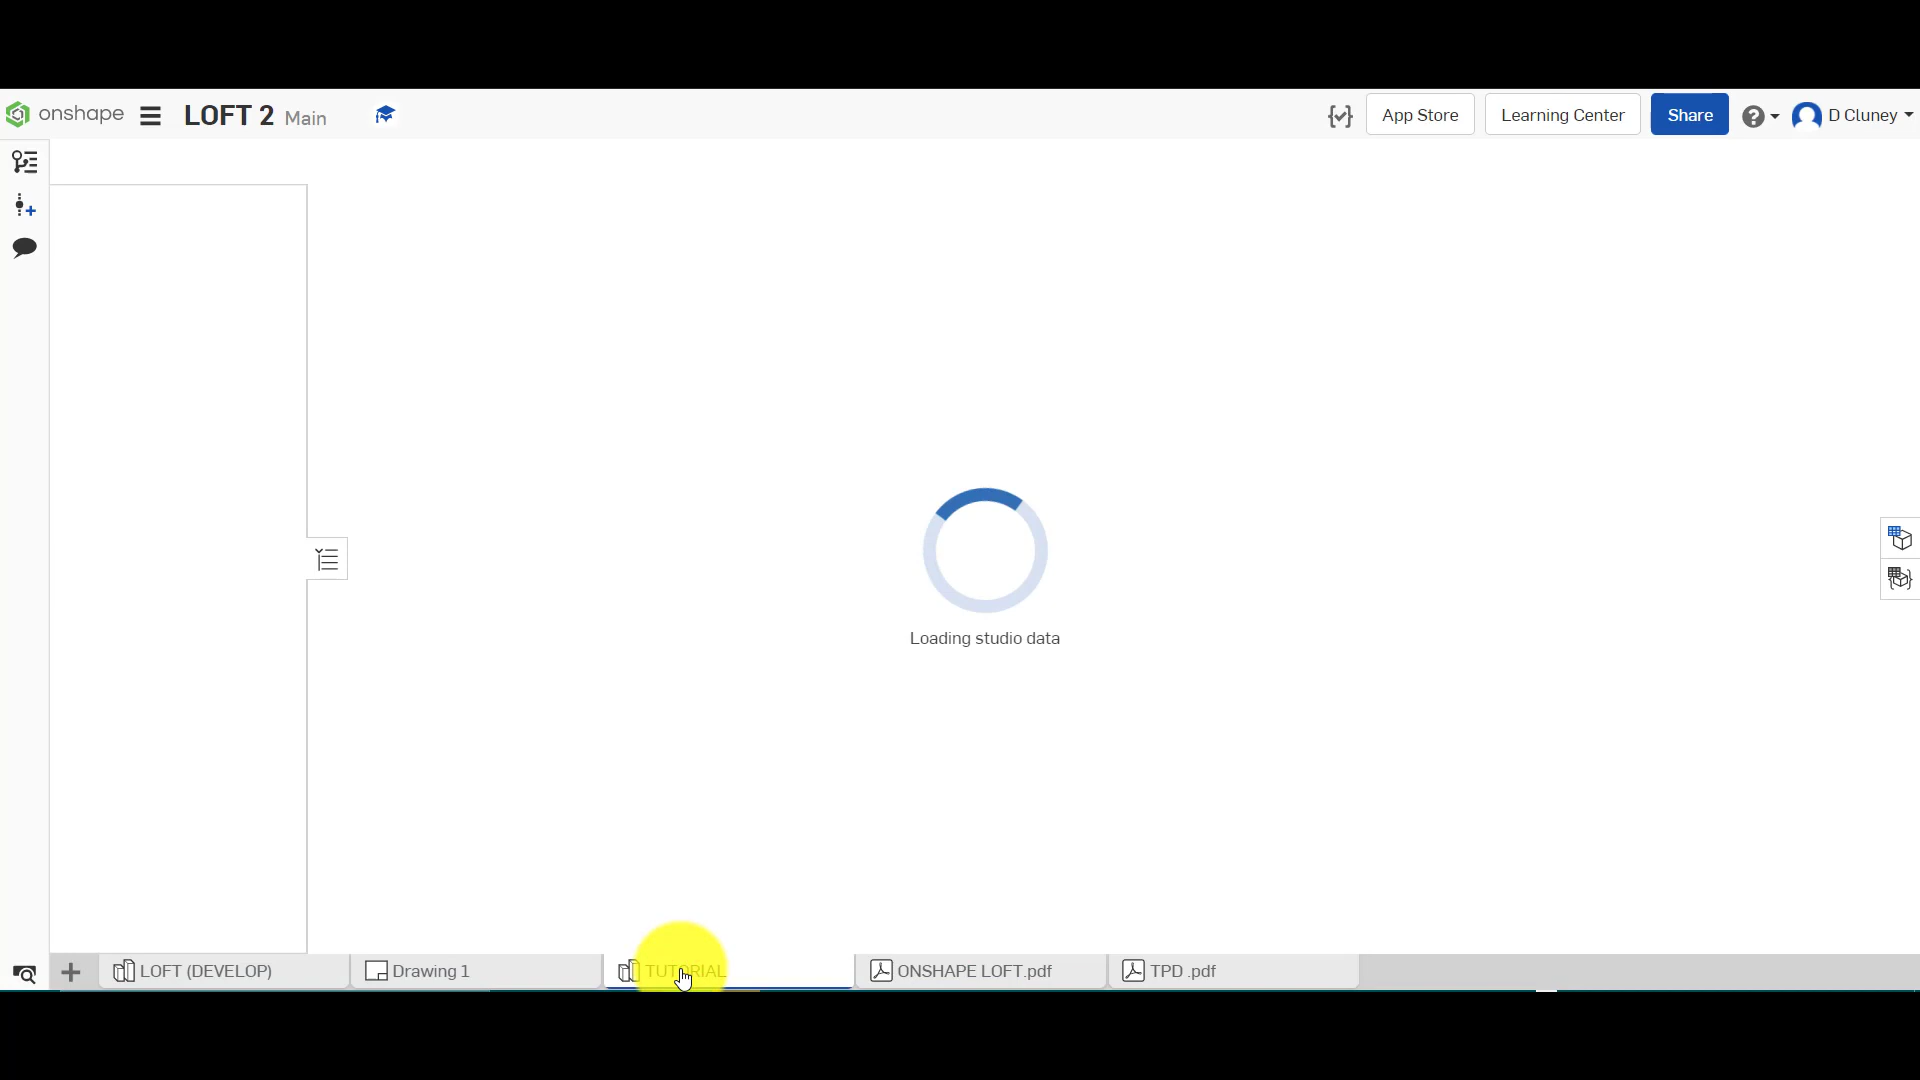 onshape LOFT 2 Main App Store Learning Center Share D Cluney
Loading studio data
LOFT (DEVELOP) Drawing 1 TUTORIAL ONSHAPE LOFT.pdf TPD .pdf